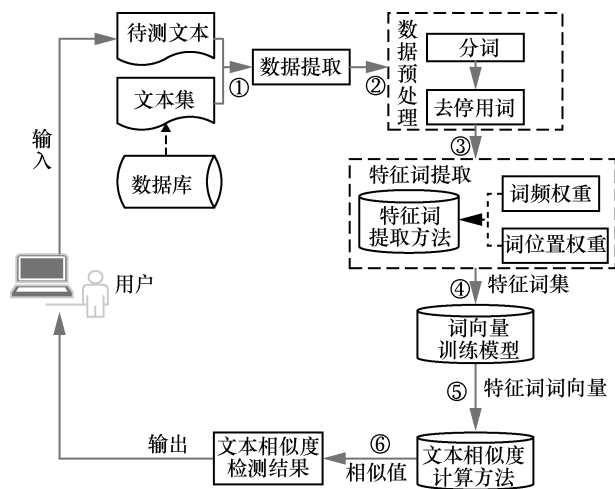 待测文本
文本集
数据库
输入
用户
①
数据提取
②
数据预处理
分词
去停用词
③
特征词提取
特征词
提取方法
词频权重
词位置权重
④
特征词集
词向量
训练模型
⑤
特征词词向量
文本相似度
计算方法
⑥
相似值
文本相似度
检测结果
输出